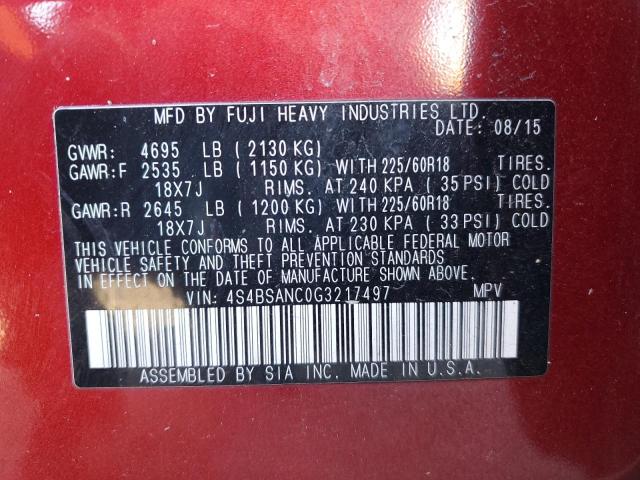 MFD BY FUJI HEAVY INDUSTRIES LTD.
DATE: 08/15
GVWR: 4695 LB ( 2130 KG)
GAWR:F 2535 LB ( 1150 KG) WITH 225/60R18 TIRES.
18X7J RIMS. AT 240 KPA ( 35 PSI) COLD
GAWR:R 2645 LB ( 1200 KG) WITH 225/60R18 TIRES.
18X7J RIMS. AT 230 KPA ( 33 PSI) COLD
THIS VEHICLE CONFORMS TO ALL APPLICABLE FEDERAL MOTOR
VEHICLE SAFETY AND THEFT PREVENTION STANDARDS
IN EFFECT ON THE DATE OF MANUFACTURE SHOWN ABOVE.
VIN: 4S4BSANC0G3217497 MPV
ASSEMBLED BY SIA INC. MADE IN U.S.A.